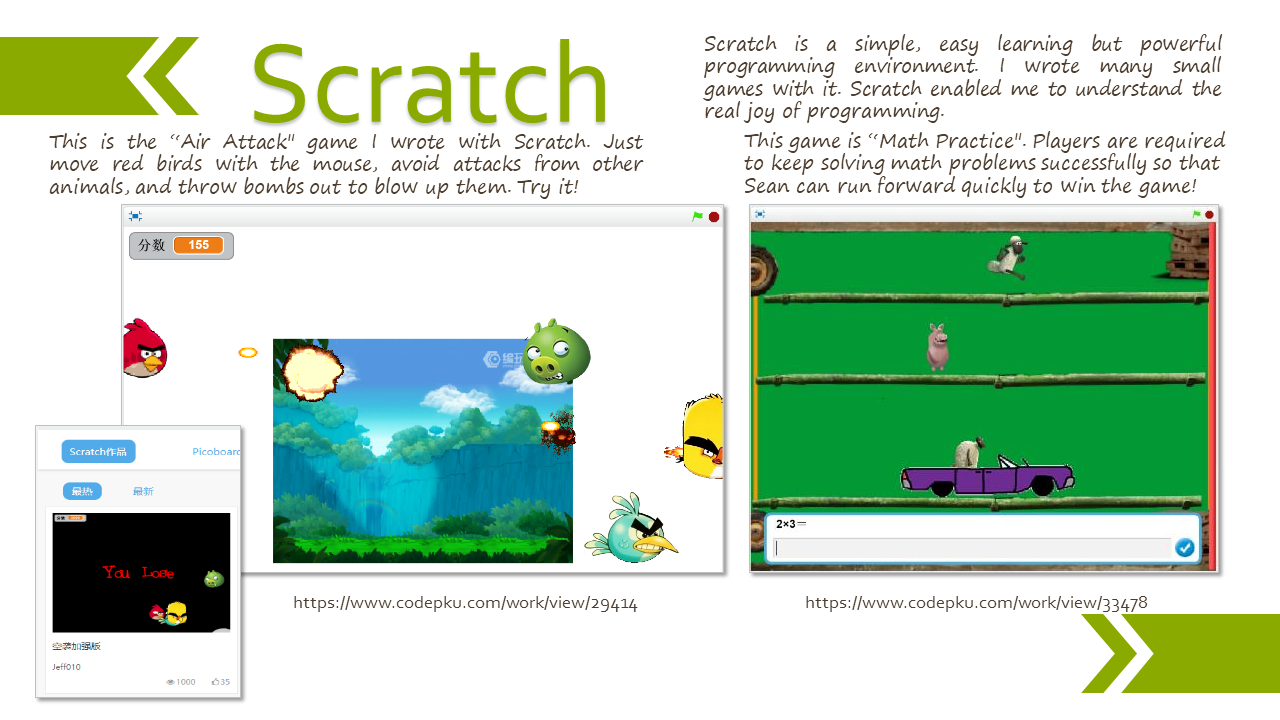 Scratch
Scratch is a simple, easy learning but powerful
programming environment. I wrote many small
games with it. Scratch enabled me to understand the
real joy of programming.
This is the “Air Attack" game I wrote with Scratch. Just
move red birds with the mouse, avoid attacks from other
animals, and throw bombs out to blow up them. Try it!
This game is “Math Practice". Players are required
to keep solving math problems successfully so that
Sean can run forward quickly to win the game!
分数 155
编玩
Scratch作品 Picoboard
最热 最新
分数
You Lose
空袭加强版
Jeff010
1000 35
2×3＝
https://www.codepku.com/work/view/29414
https://www.codepku.com/work/view/33478